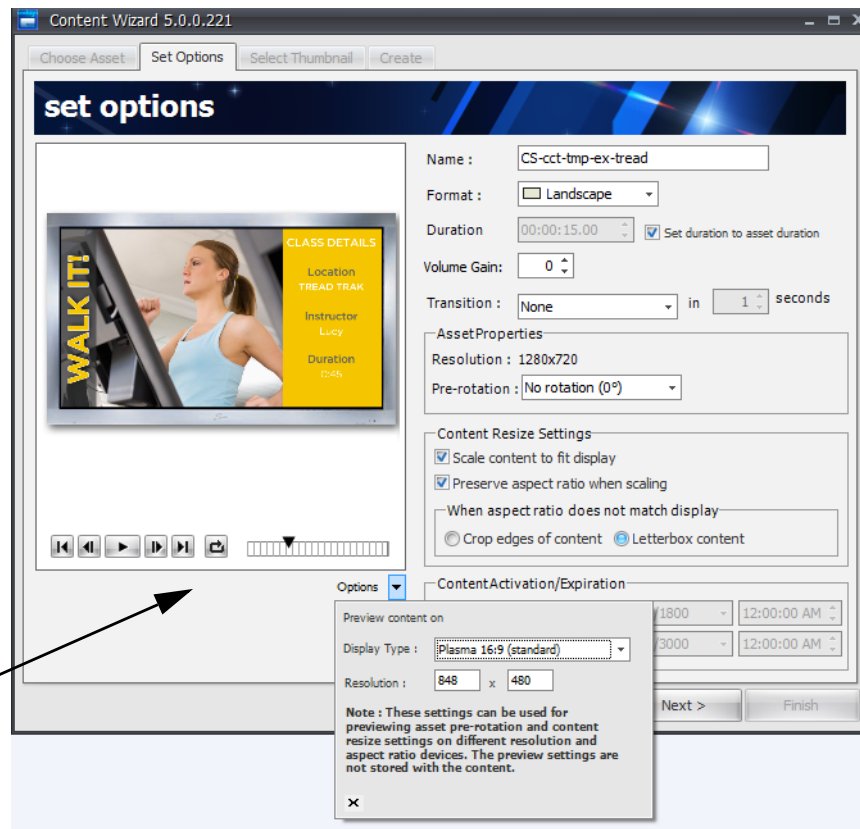 Content Wizard 5.0.0.221
Choose Asset Set Options Select Thumbnail Create
set options
Name : CS-cct-tmp-ex-tread
Format : Landscape
Duration 00:00:15.00 Set duration to asset duration
Volume Gain: 0
Transition : None in 1 seconds
AssetProperties
Resolution : 1280x720
Pre-rotation : No rotation (0°)
Content Resize Settings
Scale content to fit display
Preserve aspect ratio when scaling
When aspect ratio does not match display
Crop edges of content Letterbox content
WALK IT!
CLASS DETAILS
Location
TREAD TRAK
Instructor
Lucy
Duration
0:45
Options
ContentActivation/Expiration
/1800 12:00:00 AM
/3000 12:00:00 AM
Preview content on
Display Type : Plasma 16:9 (standard)
Resolution : 848 x 480
Note : These settings can be used for
previewing asset pre-rotation and content
resize settings on different resolution and
aspect ratio devices. The preview settings are
not stored with the content.
Next > Finish